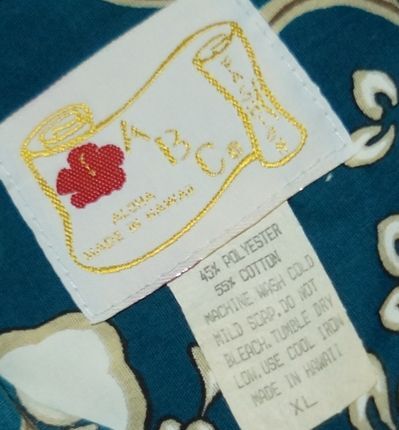 ABC®
ALOHA
MADE IN HAWAII
45% POLYESTER
55% COTTON
MACHINE WASH COLD
MILD SOAP. DO NOT
BLEACH. TUMBLE DRY
LOW. USE COOL IRON
MADE IN HAWAII
XL